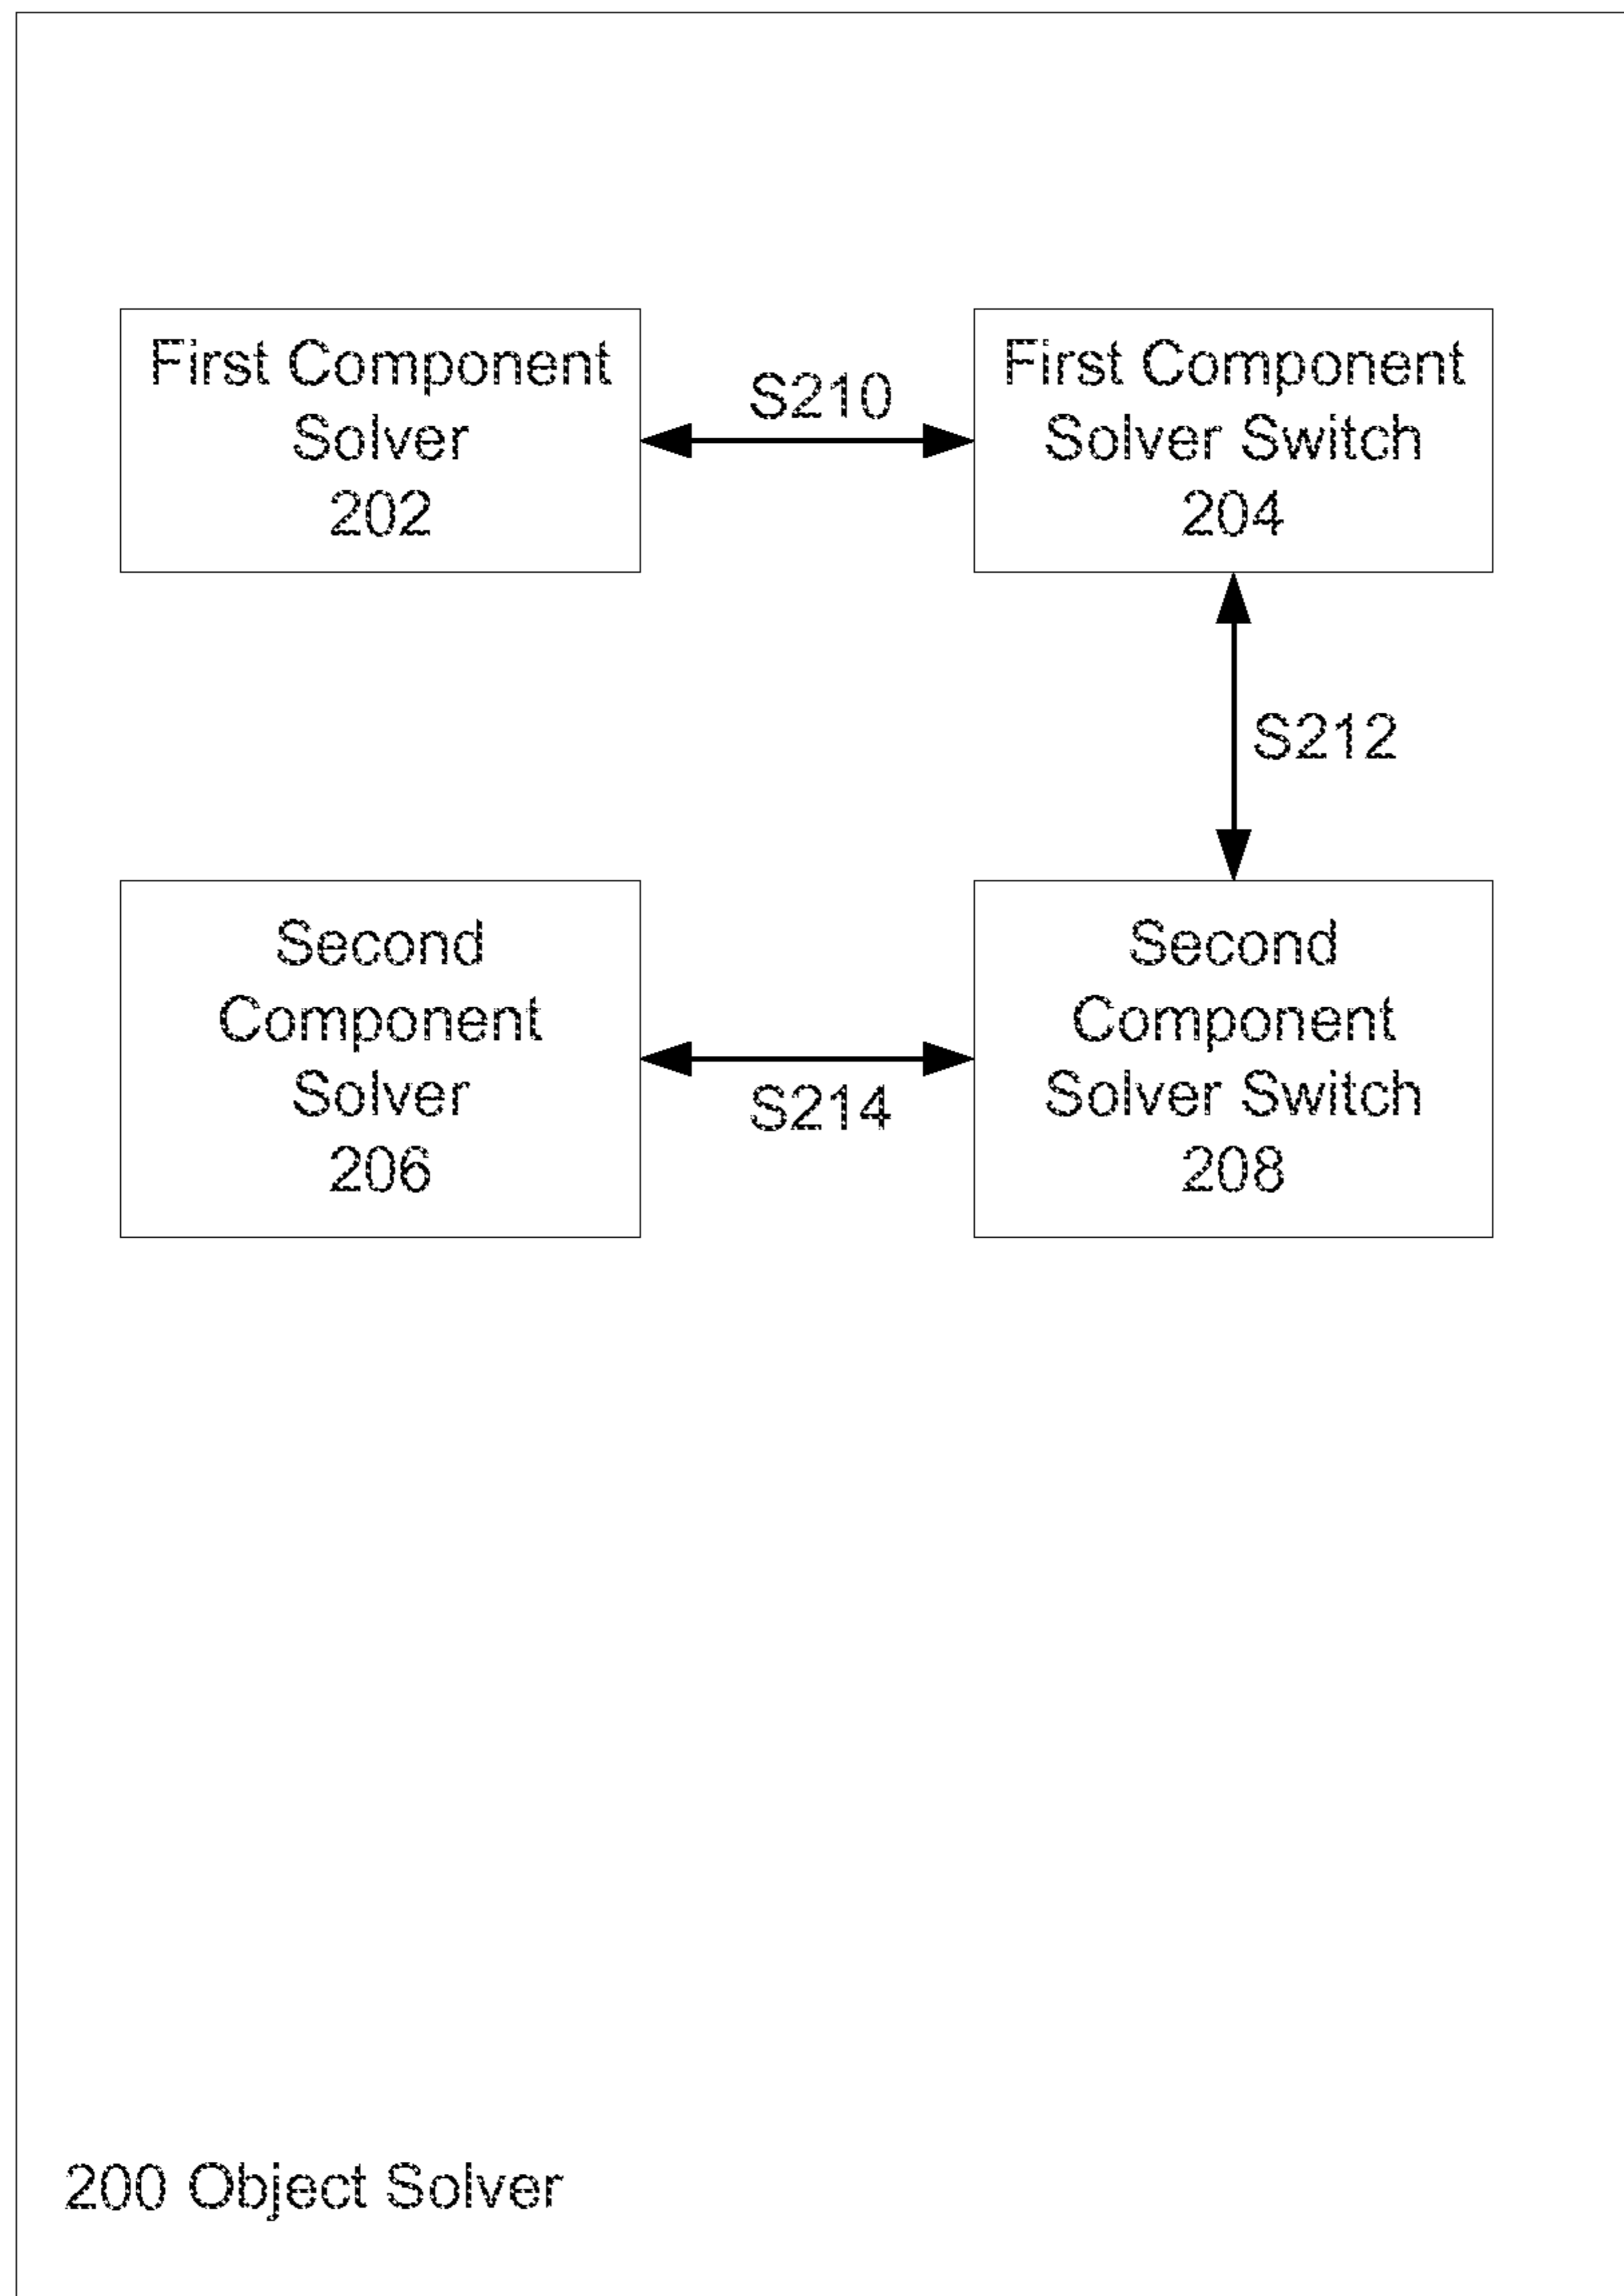 First Component
Solver
202
S210
First Component
Solver Switch
204
S212
Second
Component
Solver
206
S214
Second
Component
Solver Switch
208
200 Object Solver